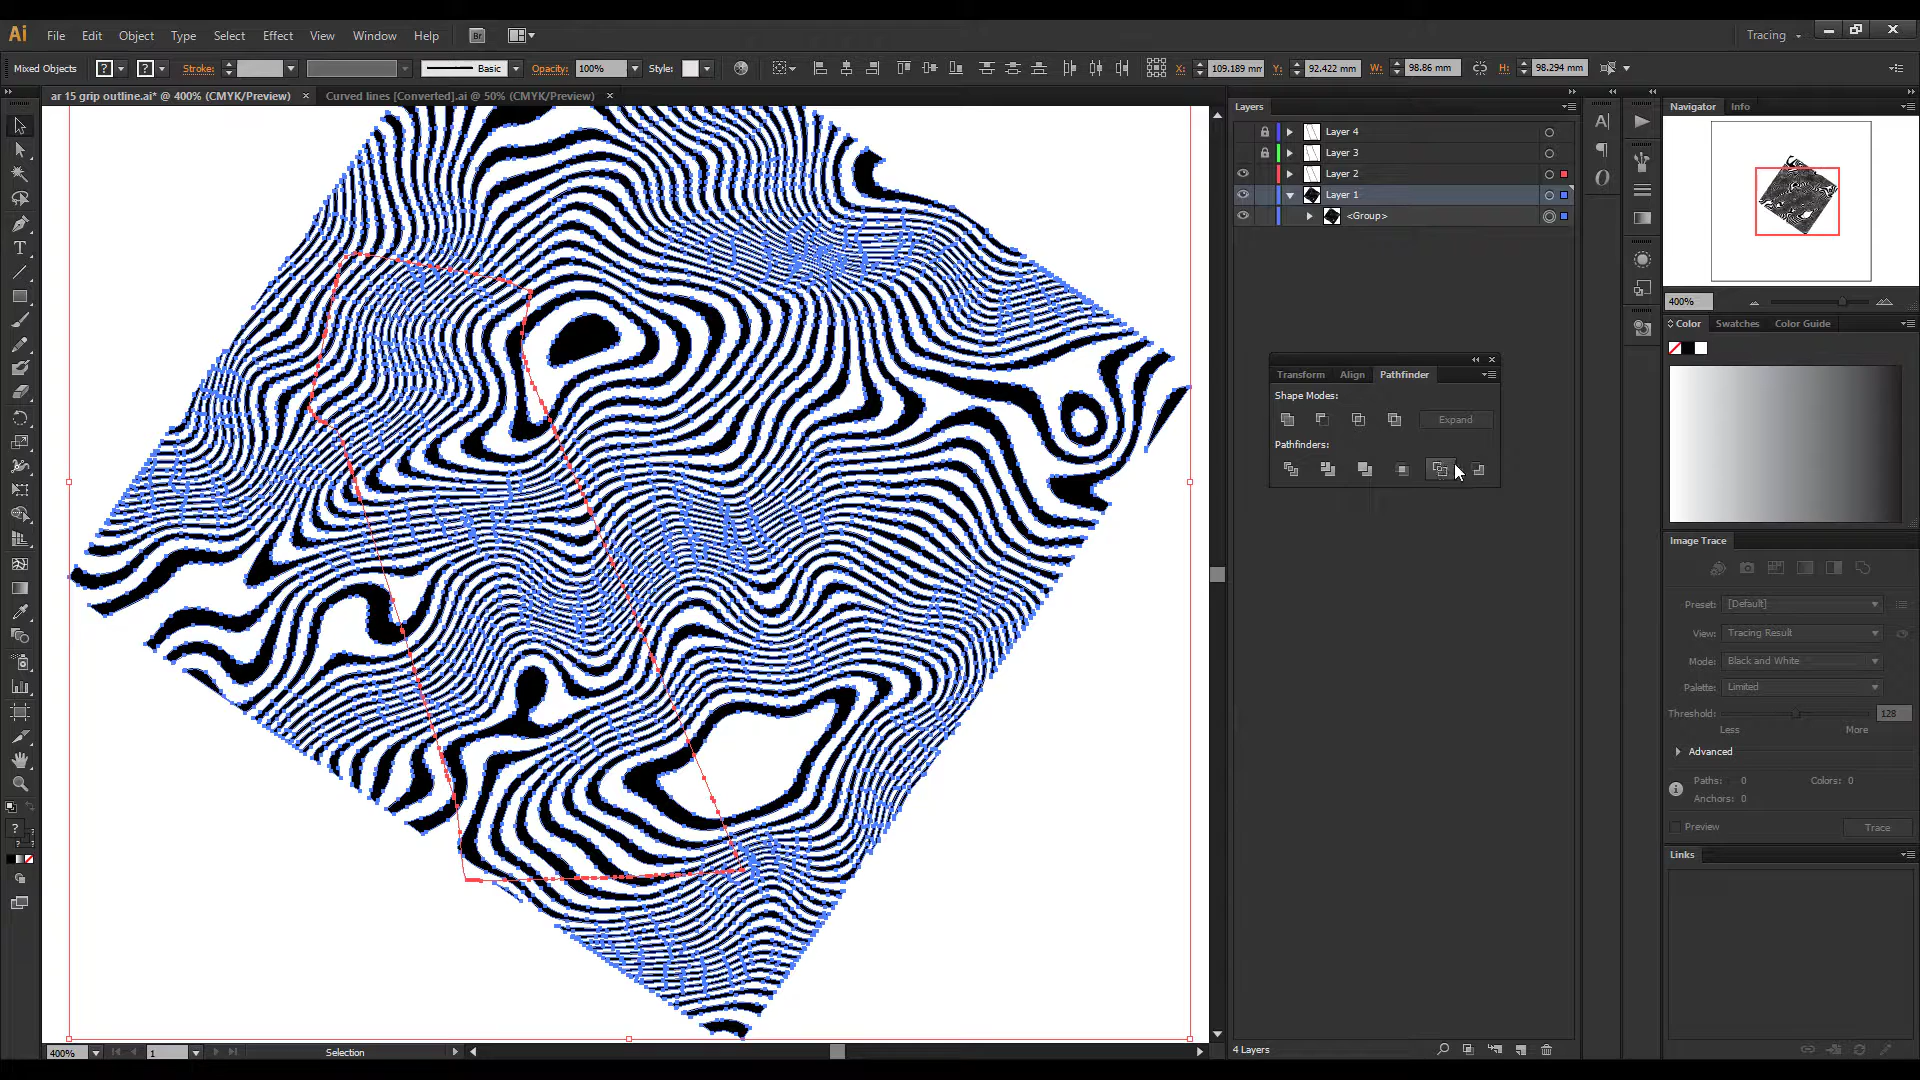 Ai File Edit Object Type Select Effect View Window Help Br Tracing
Mixed Objects ? ? Stroke: Basic Opacity: 100% Style: X: 109.189 mm Y: 92.422 mm W: 98.86 mm H: 98.294 mm
ar 15 grip outline.ai* @ 400% (CMYK/Preview) × Curved lines [Converted].ai @ 50% (CMYK/Preview) ×
Layers
Layer 4
Layer 3
Layer 2
Layer 1
<Group>
Transform Align Pathfinder
Shape Modes:
Expand
Pathfinders:
4 Layers
Navigator Info
400%
Color Swatches Color Guide
Image Trace
Preset: [Default]
View: Tracing Result
Mode: Black and White
Palette: Limited
Threshold: 128
Less More
Advanced
Paths: 0 Colors: 0
Anchors: 0
Preview Trace
Links
400% 1 Selection